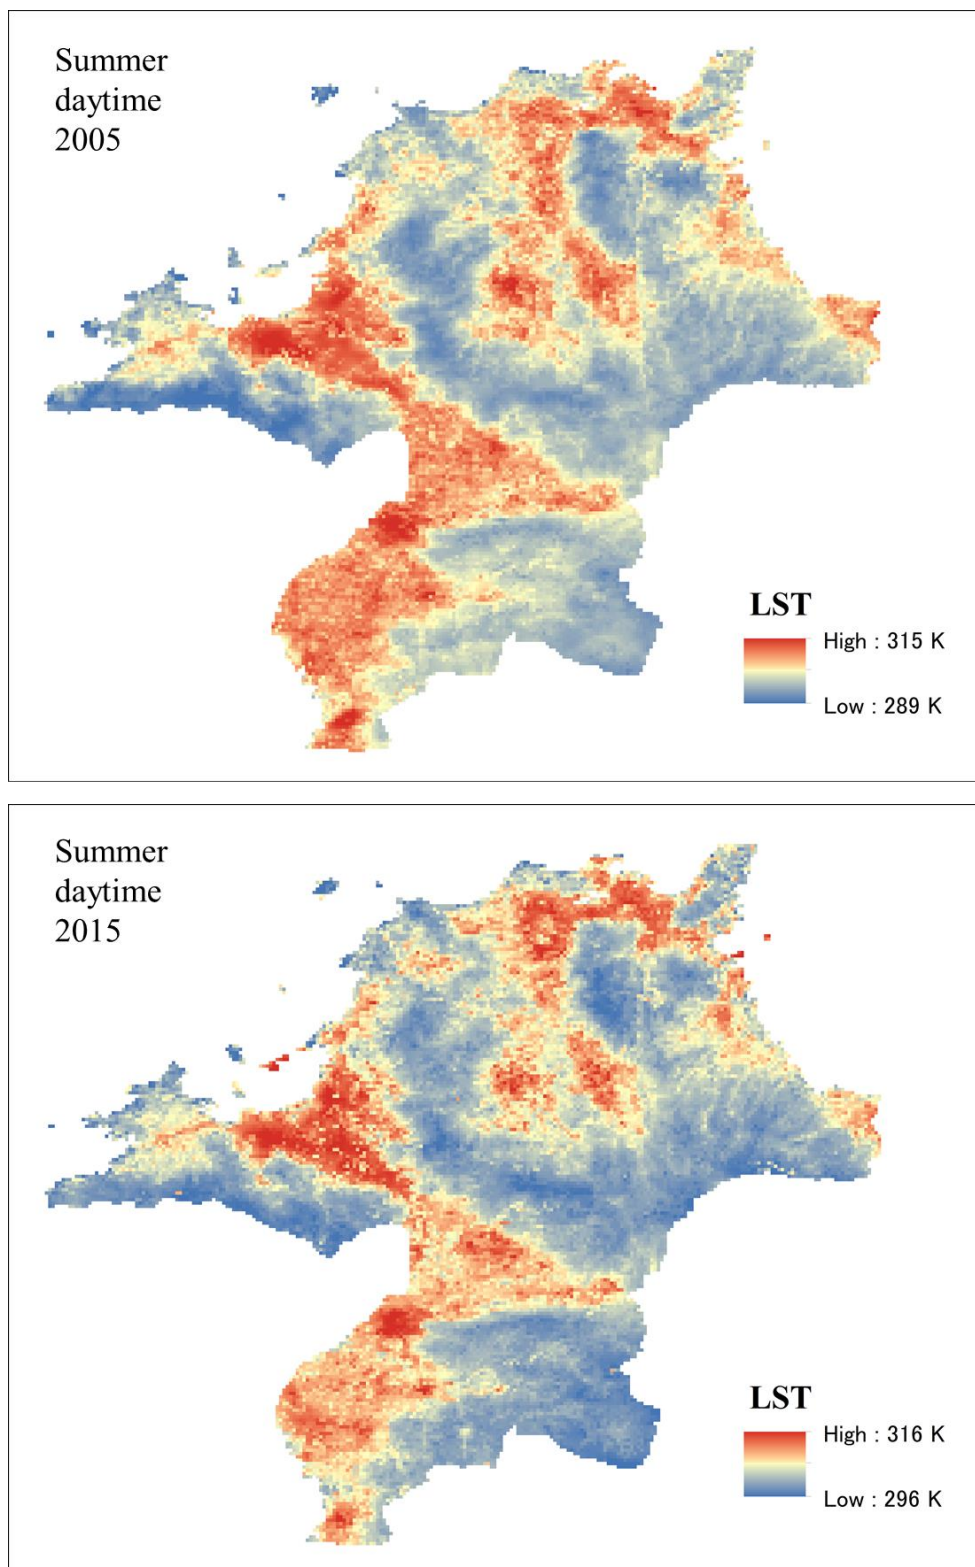 Summer
daytime
2005
LST
High : 315 K
Low : 289 K
Summer
daytime
2015
LST
High : 316 K
Low : 296 K